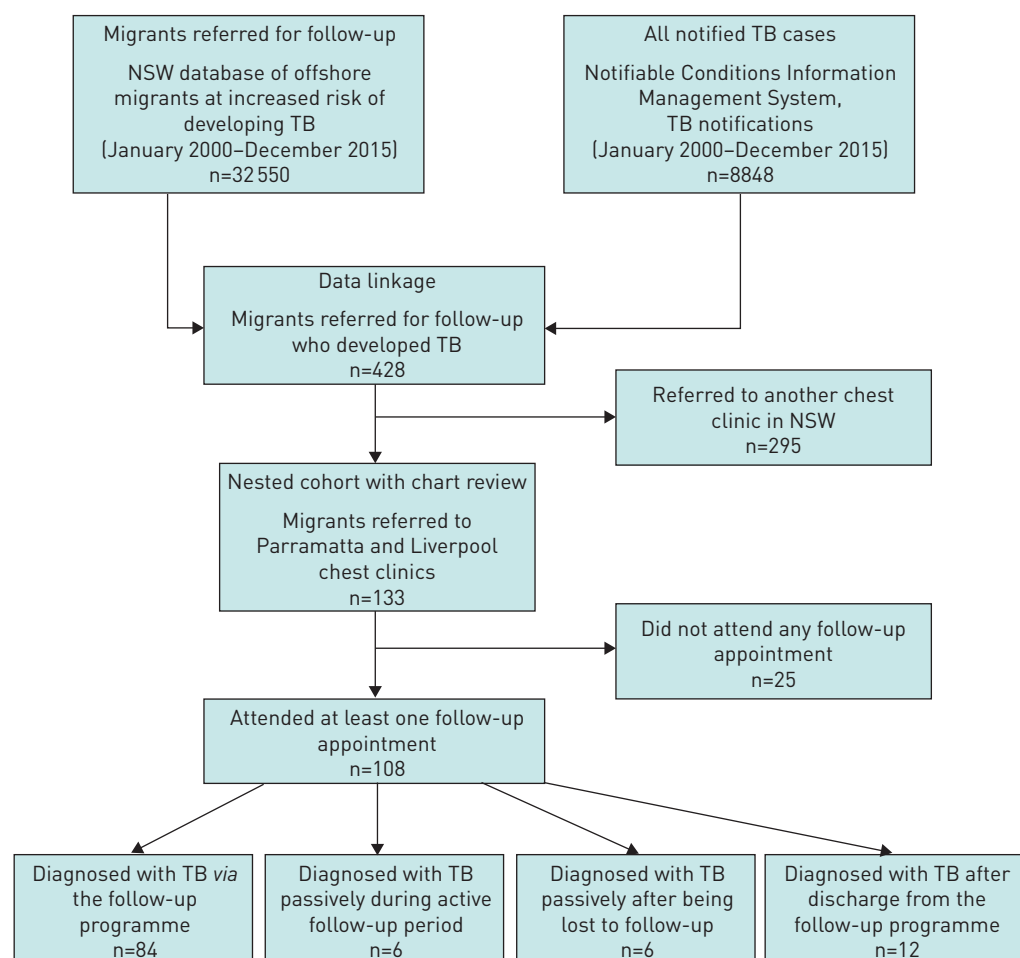 Migrants referred for follow-up
NSW database of offshore
migrants at increased risk of
developing TB
(January 2000–December 2015)
n=32 550
All notified TB cases
Notifiable Conditions Information
Management System,
TB notifications
(January 2000–December 2015)
n=8848
Data linkage
Migrants referred for follow-up
who developed TB
n=428
Referred to another chest
clinic in NSW
n=295
Nested cohort with chart review
Migrants referred to
Parramatta and Liverpool
chest clinics
n=133
Did not attend any follow-up
appointment
n=25
Attended at least one follow-up
appointment
n=108
Diagnosed with TB via
the follow-up
programme
n=84
Diagnosed with TB
passively during active
follow-up period
n=6
Diagnosed with TB
passively after being
lost to follow-up
n=6
Diagnosed with TB after
discharge from the
follow-up programme
n=12